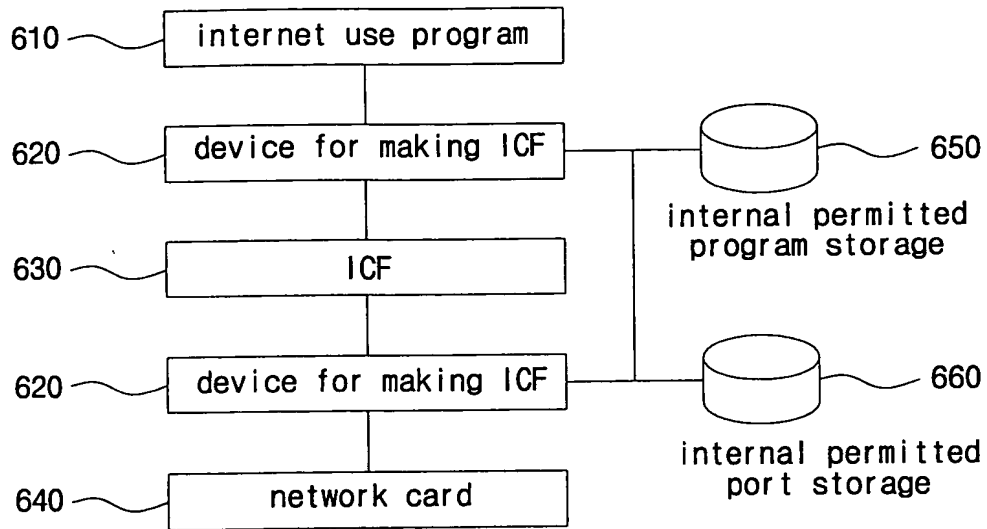 610
internet use program
620
device for making ICF
650
internal permitted
program storage
630
ICF
620
device for making ICF
660
internal permitted
port storage
640
network card